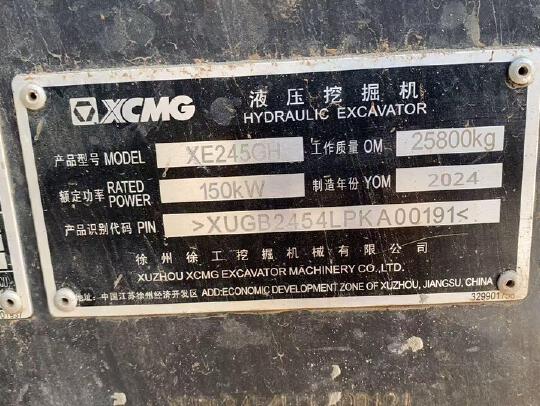 XCMG 液压挖掘机
HYDRAULIC EXCAVATOR
产品型号 MODEL XE245GH 工作质量 OM 25800kg
额定功率 RATED POWER 150kW 制造年份 YOM 2024
产品识别代码 PIN >XUGB2454LPKA00191<
徐州徐工挖掘机械有限公司
XUZHOU XCMG EXCAVATOR MACHINERY CO.,LTD.
地址:中国江苏徐州经济开发区 ADD:ECONOMIC DEVELOPMENT ZONE OF XUZHOU, JIANGSU, CHINA